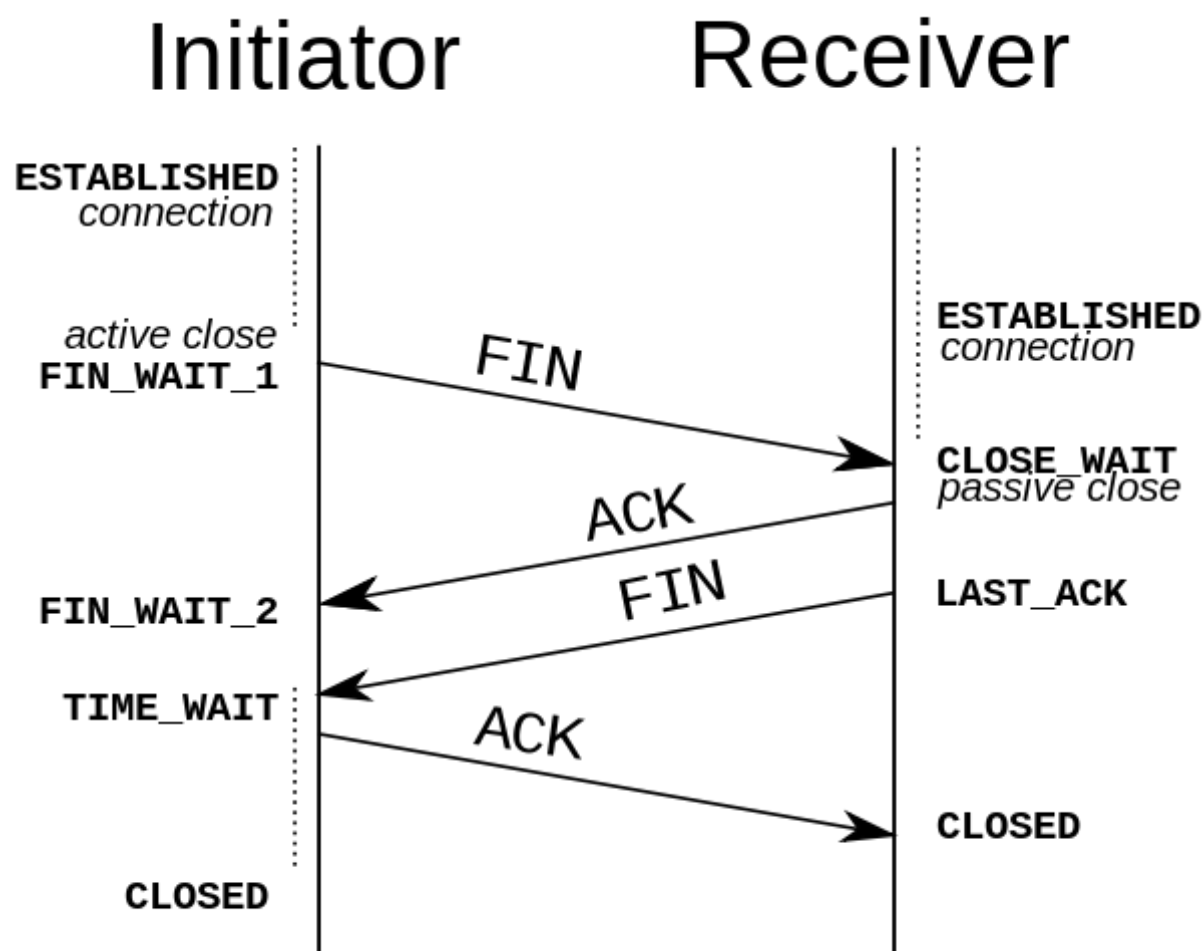 Initiator
Receiver
ESTABLISHED
connection
active close
FIN_WAIT_1
FIN
ESTABLISHED
connection
CLOSE_WAIT
passive close
ACK
FIN
LAST_ACK
FIN_WAIT_2
TIME_WAIT
ACK
CLOSED
CLOSED